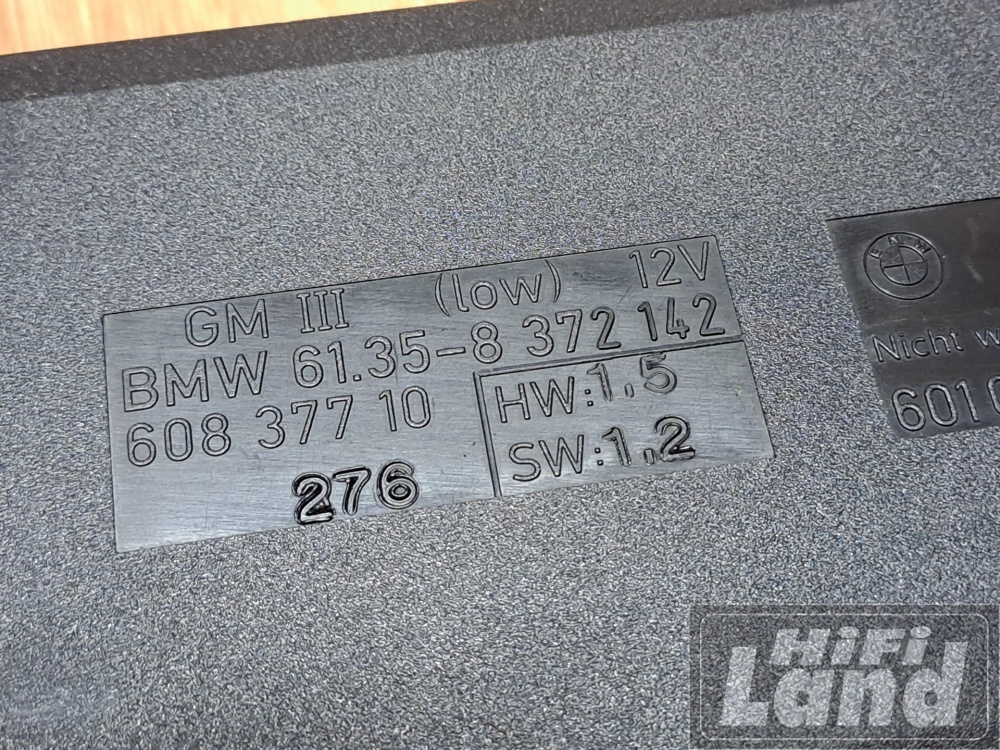 GM III (low) 12V
BMW 61.35-8 372 142
608 377 10
HW:1,5
SW:1,2
276
BMW
Nicht
601
HiFi
Land